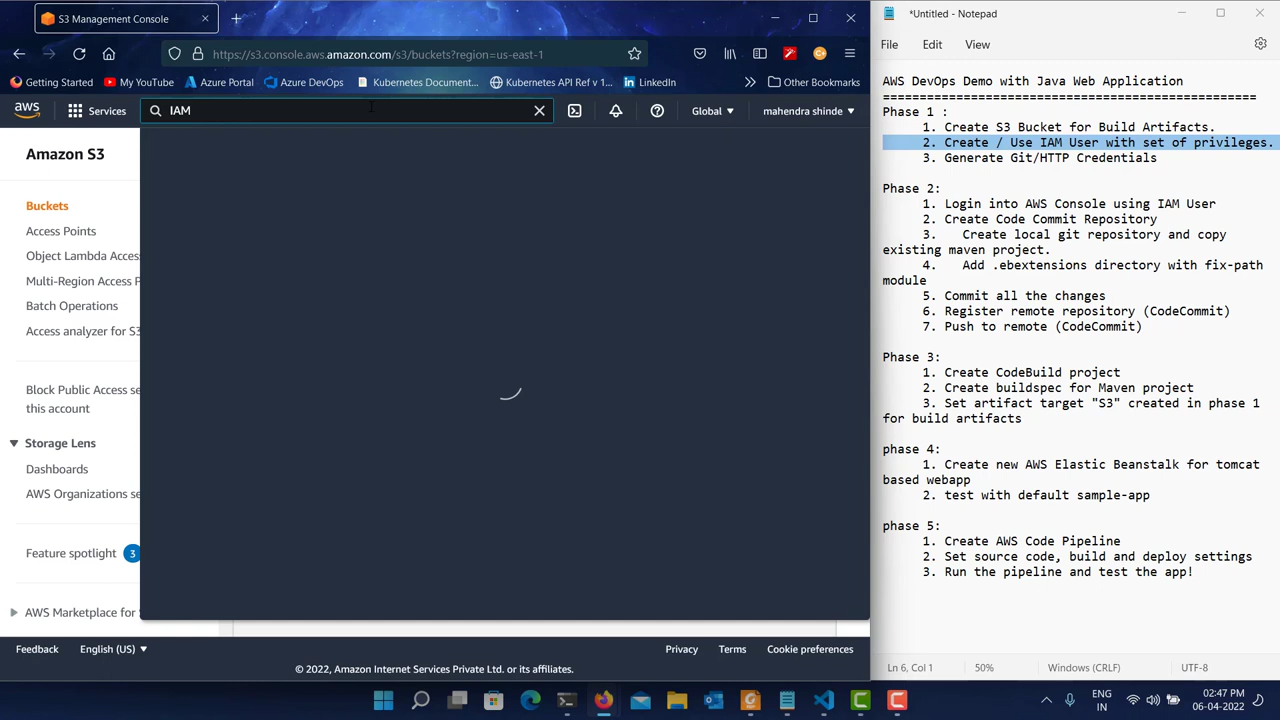 S3 Management Console
*Untitled - Notepad
https://s3.console.aws.amazon.com/s3/buckets?region=us-east-1
File Edit View
Getting Started My YouTube Azure Portal Azure DevOps Kubernetes Document... Kubernetes API Ref v 1... LinkedIn Other Bookmarks
aws Services IAM Global mahendra shinde
Amazon S3
Buckets
Access Points
Object Lambda Acces
Multi-Region Access P
Batch Operations
Access analyzer for S3
Block Public Access se
this account
Storage Lens
Dashboards
AWS Organizations se
Feature spotlight 3
AWS Marketplace for
Feedback English (US) Privacy Terms Cookie preferences
© 2022, Amazon Internet Services Private Ltd. or its affiliates.
AWS DevOps Demo with Java Web Application
=======================================================
Phase 1 :
1. Create S3 Bucket for Build Artifacts.
2. Create / Use IAM User with set of privileges.
3. Generate Git/HTTP Credentials
Phase 2:
1. Login into AWS Console using IAM User
2. Create Code Commit Repository
3. Create local git repository and copy
existing maven project.
4. Add .ebextensions directory with fix-path
module
5. Commit all the changes
6. Register remote repository (CodeCommit)
7. Push to remote (CodeCommit)
Phase 3:
1. Create CodeBuild project
2. Create buildspec for Maven project
3. Set artifact target "S3" created in phase 1
for build artifacts
phase 4:
1. Create new AWS Elastic Beanstalk for tomcat
based webapp
2. test with default sample-app
phase 5:
1. Create AWS Code Pipeline
2. Set source code, build and deploy settings
3. Run the pipeline and test the app!
Ln 6, Col 1 50% Windows (CRLF) UTF-8
ENG
IN
02:47 PM
06-04-2022